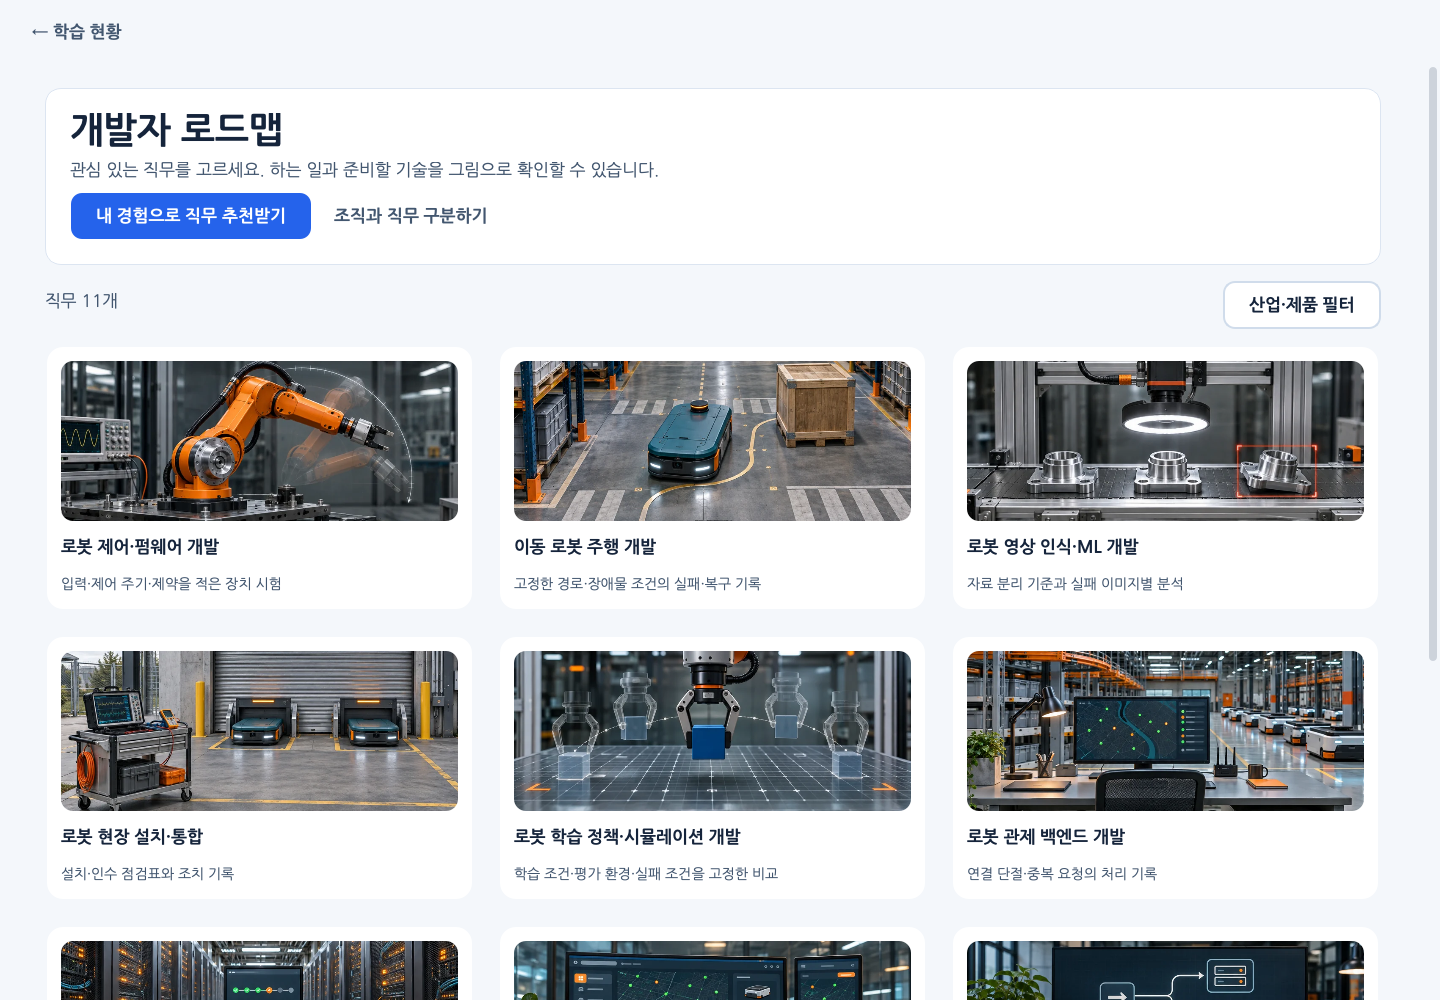 ← 학습 현황
개발자 로드맵
관심 있는 직무를 고르세요. 하는 일과 준비할 기술을 그림으로 확인할 수 있습니다.
내 경험으로 직무 추천받기
조직과 직무 구분하기
직무 11개
산업·제품 필터
로봇 제어·펌웨어 개발
입력·제어 주기·제약을 적은 장치 시험
이동 로봇 주행 개발
고정한 경로·장애물 조건의 실패·복구 기록
로봇 영상 인식·ML 개발
자료 분리 기준과 실패 이미지별 분석
로봇 현장 설치·통합
설치·인수 점검표와 조치 기록
로봇 학습 정책·시뮬레이션 개발
학습 조건·평가 환경·실패 조건을 고정한 비교
로봇 관제 백엔드 개발
연결 단절·중복 요청의 처리 기록